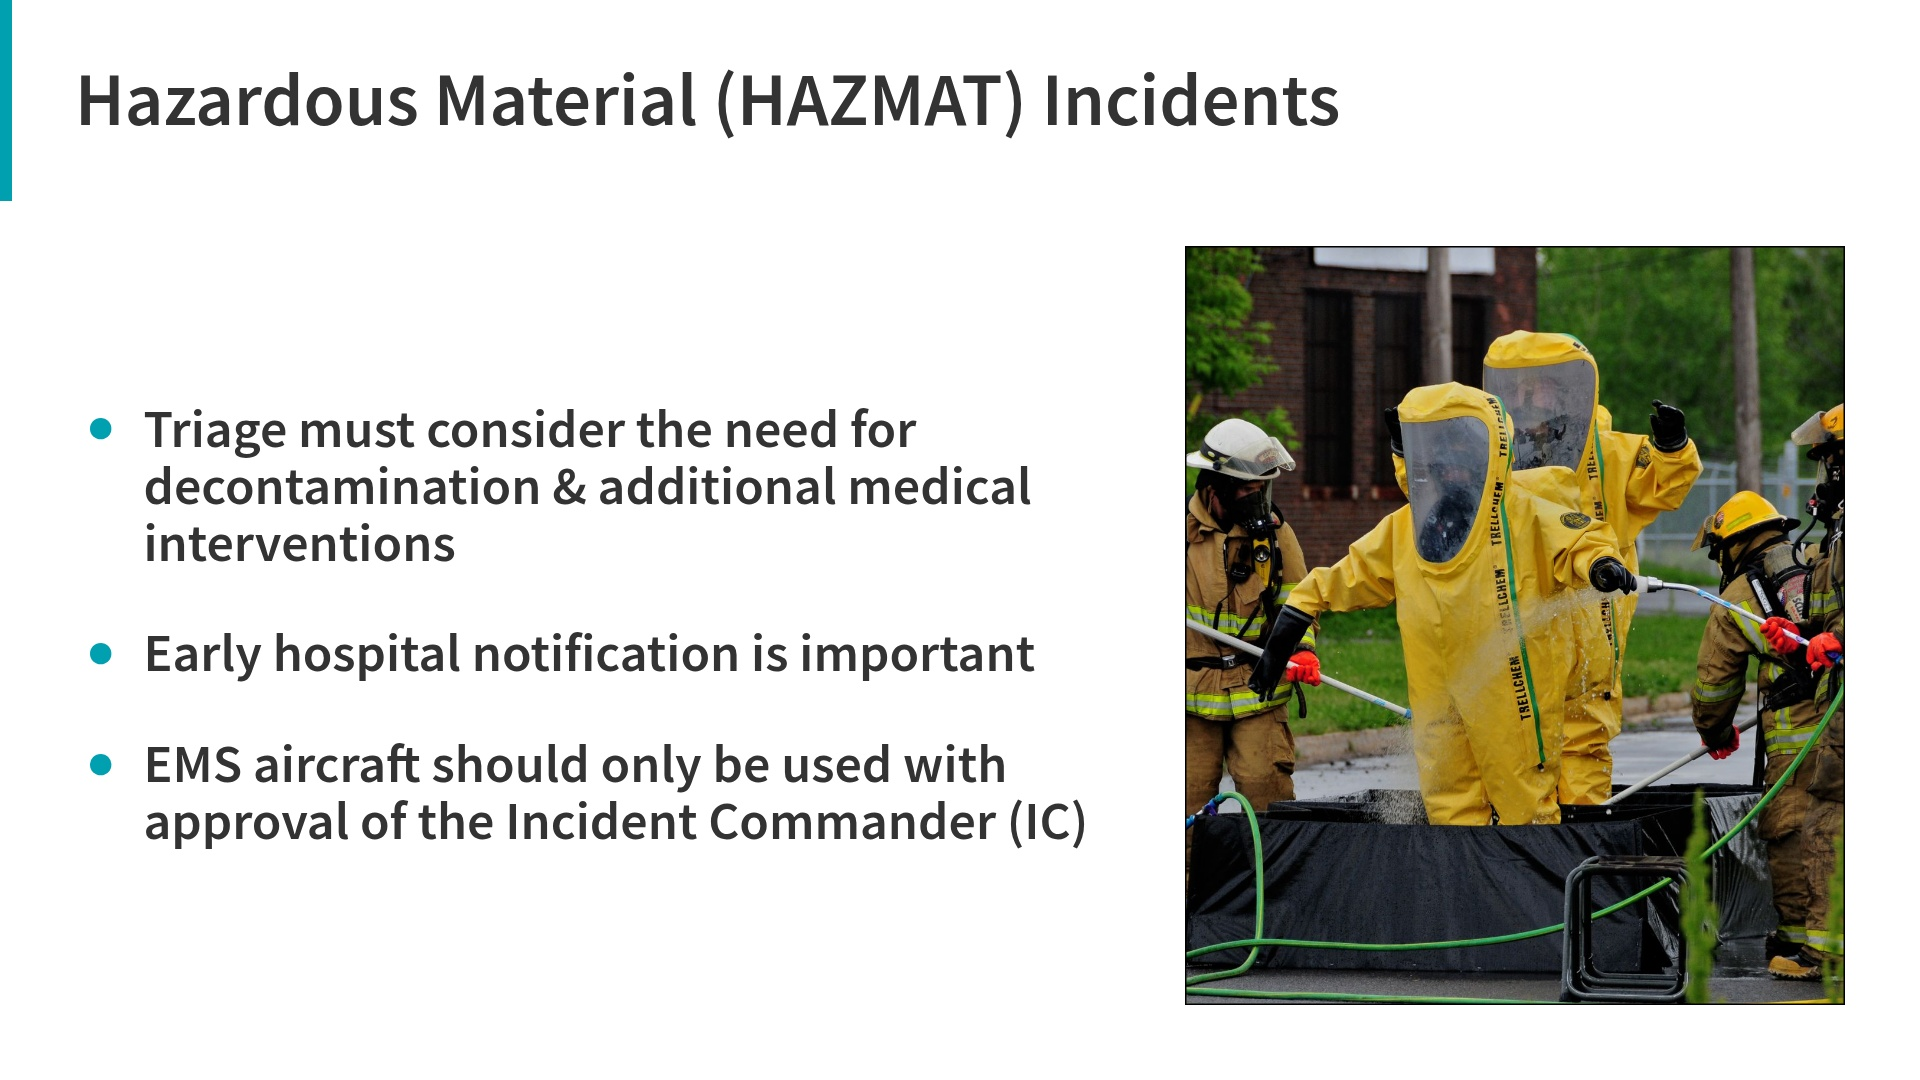 Hazardous Material (HAZMAT) Incidents
Triage must consider the need for
decontamination & additional medical
interventions
Early hospital notification is important
EMS aircraft should only be used with
approval of the Incident Commander (IC)
TRELLCHEM
TRELLCHEM
TRELLCHEM
TRELLCHEM